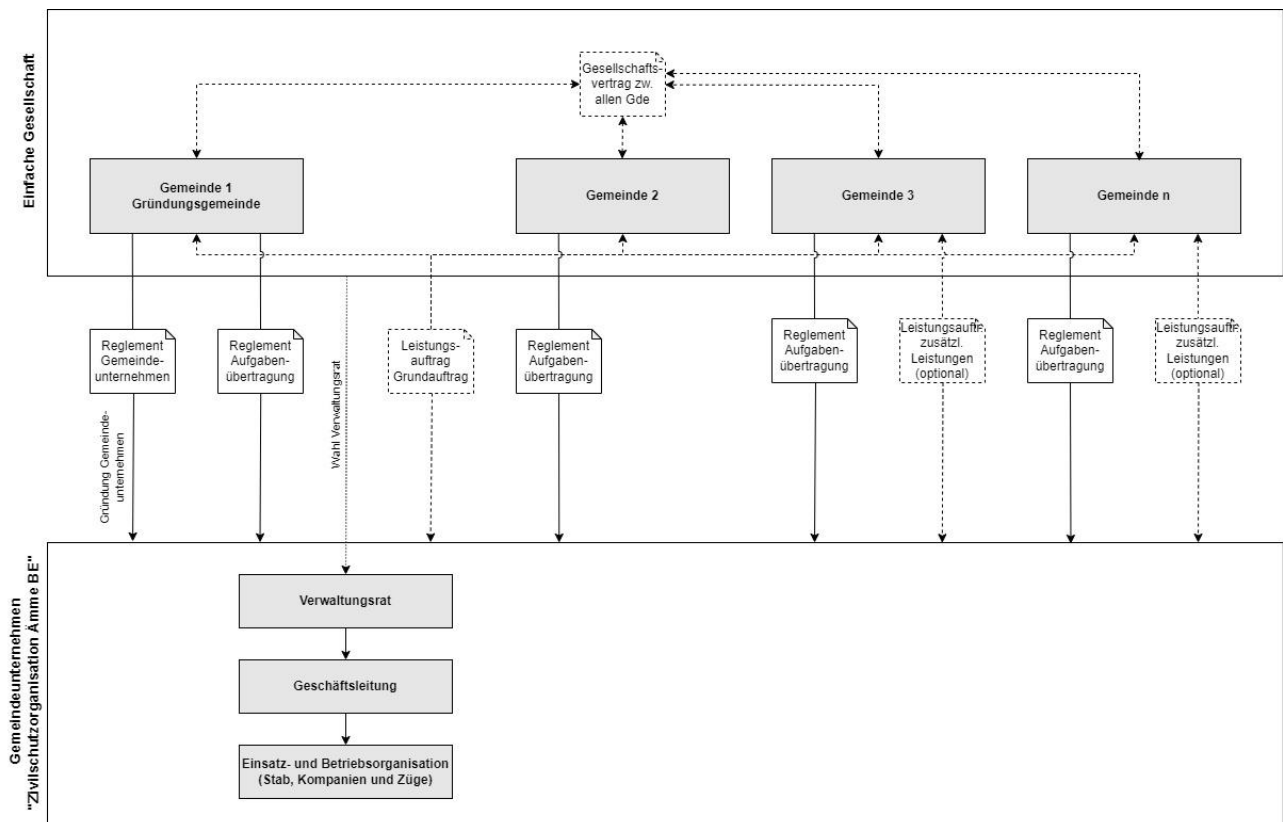 Einfache Gesellschaft
Gesellschafts-
vertrag zw.
allen Gde
Gemeinde 1
Gründungsgemeinde
Gemeinde 2
Gemeinde 3
Gemeinde n
Reglement
Gemeinde-
unternehmen
Reglement
Aufgaben-
übertragung
Leistungs-
auftrag
Grundauftrag
Reglement
Aufgaben-
übertragung
Reglement
Aufgaben-
übertragung
Leistungsauftr.
zusätzl.
Leistungen
(optional)
Reglement
Aufgaben-
übertragung
Leistungsauftr.
zusätzl.
Leistungen
(optional)
Gründung Gemeinde-
unternehmen
Wahl Verwaltungsrat
Gemeindeunternehmen
"Zivilschutzorganisation Ämme BE"
Verwaltungsrat
Geschäftsleitung
Einsatz- und Betriebsorganisation
(Stab, Kompanien und Züge)